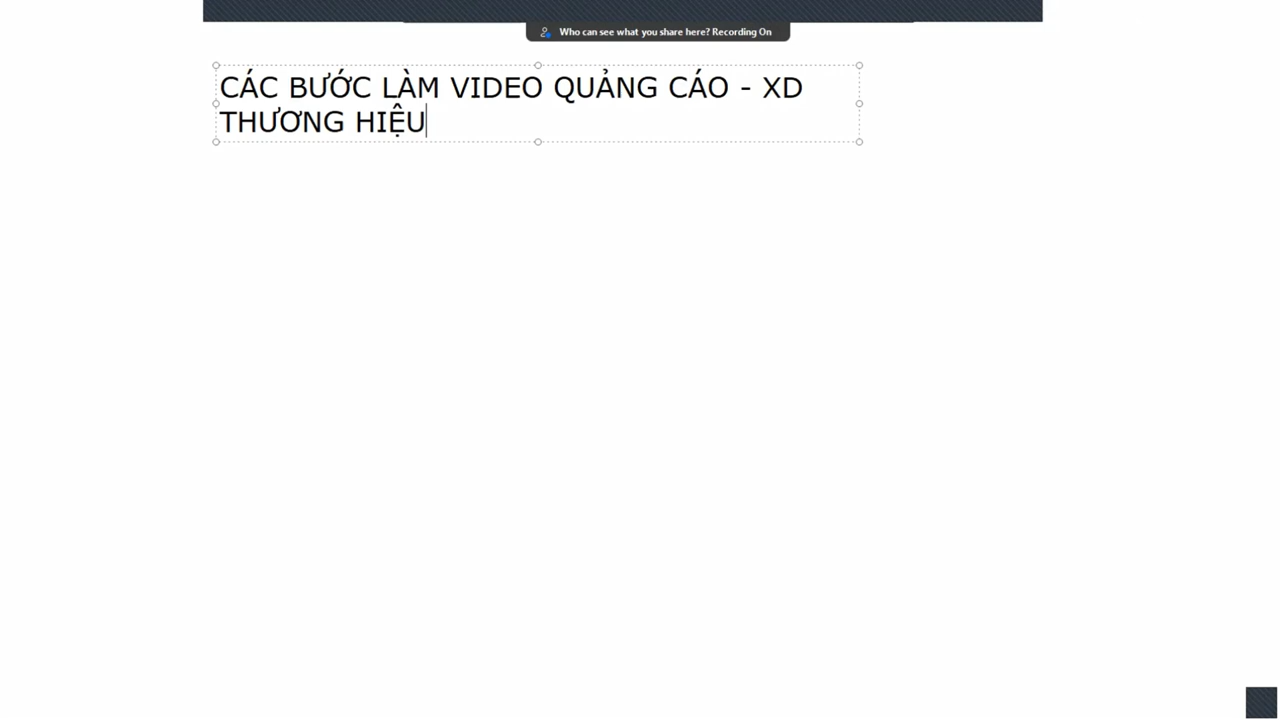 Who can see what you share here? Recording On
CÁC BƯỚC LÀM VIDEO QUẢNG CÁO - XD
THƯƠNG HIỆU